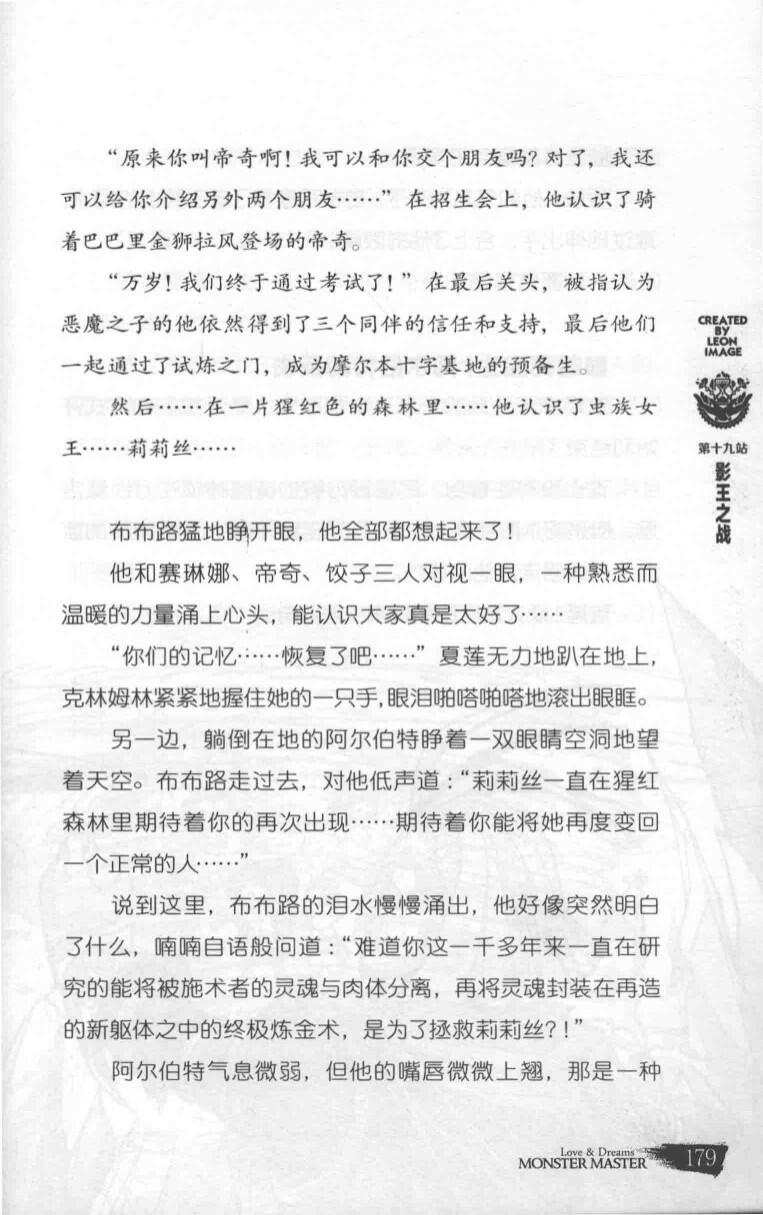 “原来你叫帝奇啊！我可以和你交个朋友吗？对了，我还
可以给你介绍另外两个朋友……”在招生会上，他认识了骑
着巴巴里金狮拉风登场的帝奇。
“万岁！我们终于通过考试了！”在最后关头，被指认为
恶魔之子的他依然得到了三个同伴的信任和支持，最后他们
一起通过了试炼之门，成为摩尔本十字基地的预备生。
然后……在一片猩红色的森林里……他认识了虫族女
王……莉莉丝……
布布路猛地睁开眼，他全部都想起来了！
他和赛琳娜、帝奇、饺子三人对视一眼，一种熟悉而
温暖的力量涌上心头，能认识大家真是太好了……
“你们的记忆……恢复了吧……”夏莲无力地趴在地上，
克林姆林紧紧地握住她的一只手，眼泪啪嗒啪嗒地滚出眼眶。
另一边，躺倒在地的阿尔伯特睁着一双眼睛空洞地望
着天空。布布路走过去，对他低声道：“莉莉丝一直在猩红
森林里期待着你的再次出现……期待着你能将她再度变回
一个正常的人……”
说到这里，布布路的泪水慢慢涌出，他好像突然明白
了什么，喃喃自语般问道：“难道你这一千多年来一直在研
究的能将被施术者的灵魂与肉体分离，再将灵魂封装在再造
的新躯体之中的终极炼金术，是为了拯救莉莉丝？！”
阿尔伯特气息微弱，但他的嘴唇微微上翘，那是一种
CREATED
BY
LEON
IMAGE
第十九站
影王之战
Love & Dreams
MONSTER MASTER
179